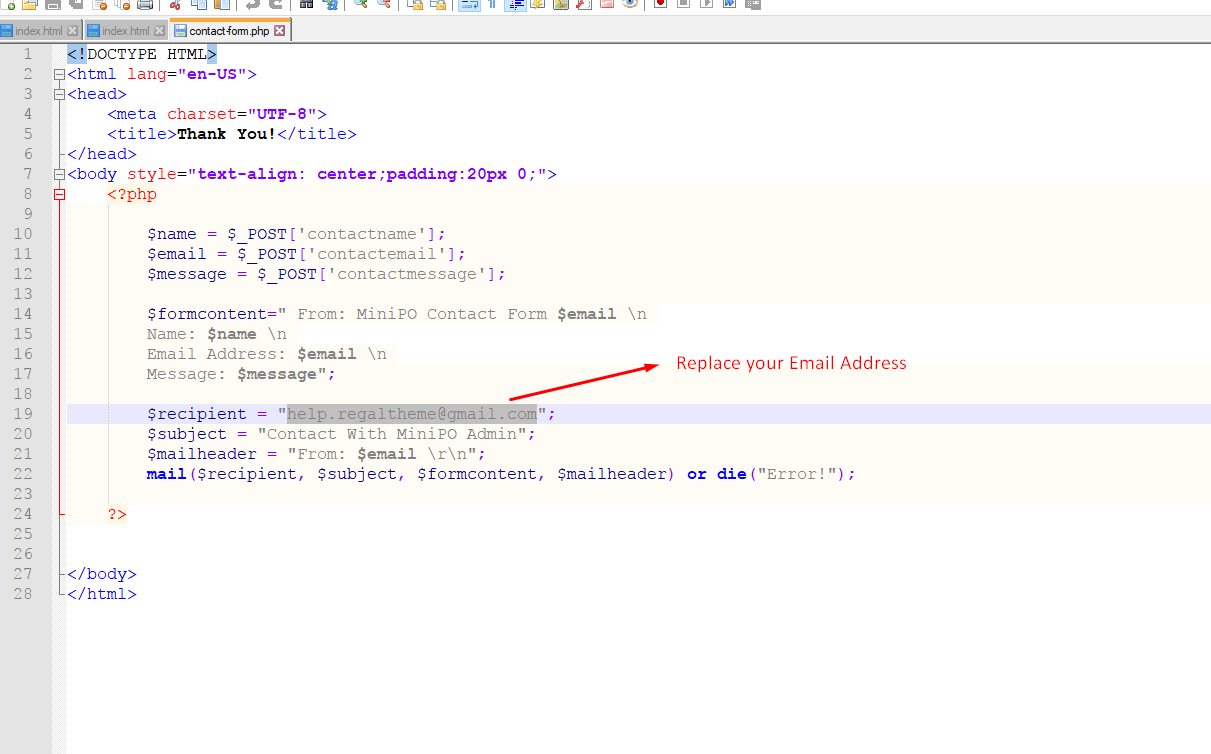 index.html index.html contact-form.php
1 <!DOCTYPE HTML>
2 <html lang="en-US">
3 <head>
4 <meta charset="UTF-8">
5 <title>Thank You!</title>
6 </head>
7 <body style="text-align: center;padding:20px 0;">
8 <?php
9
10 $name = $_POST['contactname'];
11 $email = $_POST['contactemail'];
12 $message = $_POST['contactmessage'];
13
14 $formcontent=" From: MiniPO Contact Form $email \n
15 Name: $name \n
16 Email Address: $email \n
17 Message: $message";
Replace your Email Address
18
19 $recipient = "help.regaltheme@gmail.com";
20 $subject = "Contact With MiniPO Admin";
21 $mailheader = "From: $email \r\n";
22 mail($recipient, $subject, $formcontent, $mailheader) or die("Error!");
23
24 ?>
25
26
27 </body>
28 </html>